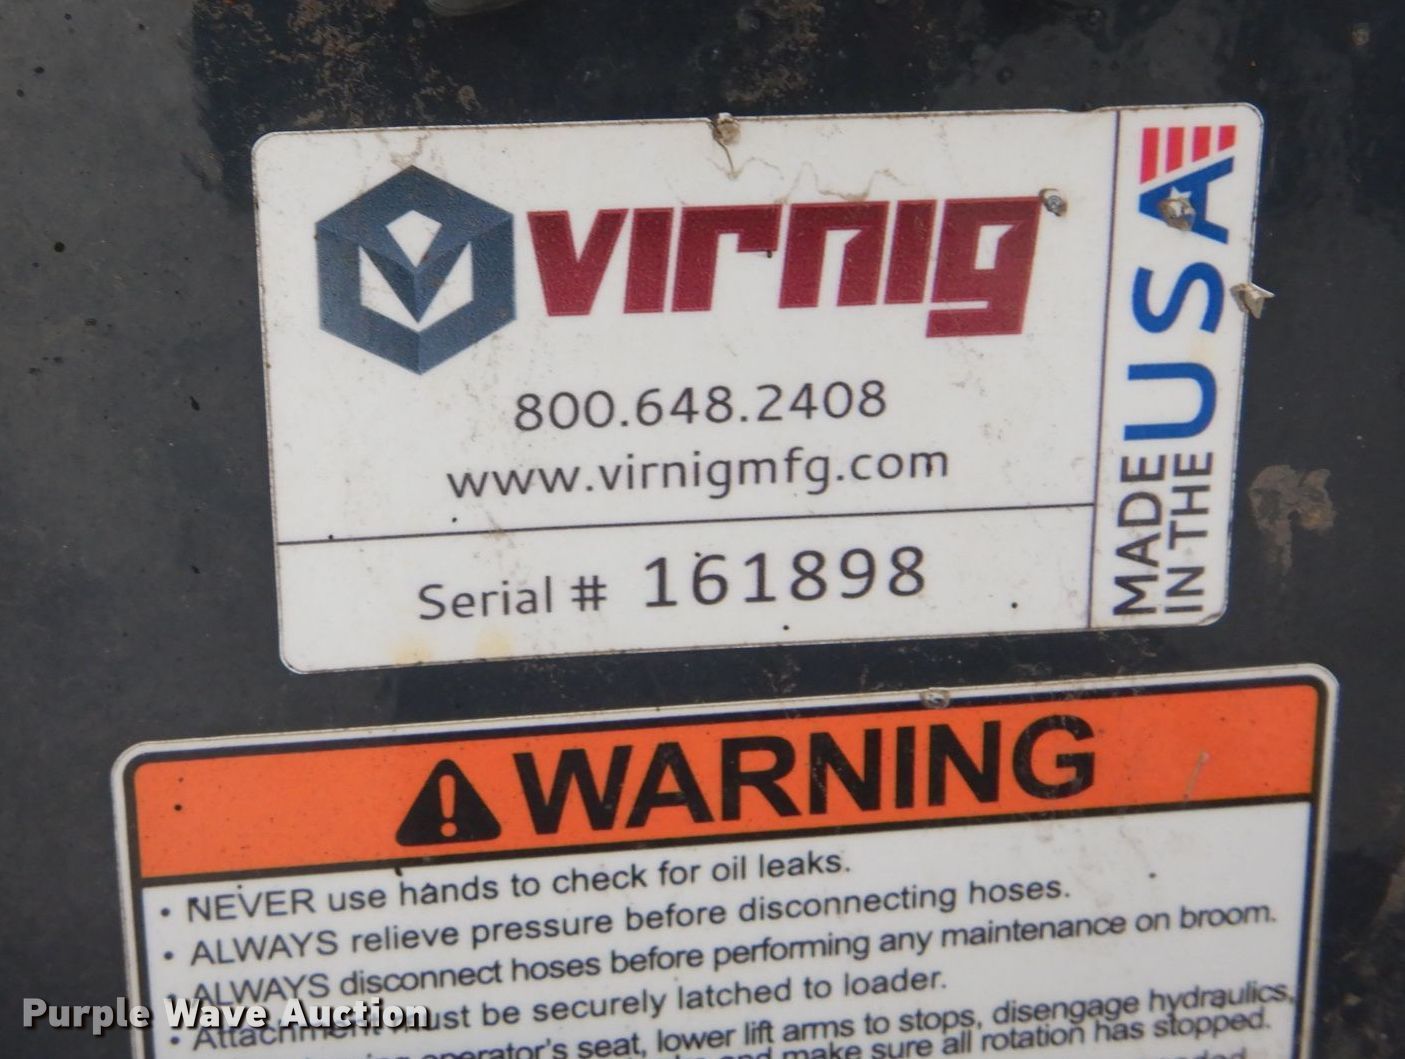 virnig
800.648.2408
www.virnigmfg.com
Serial # 161898
MADE
IN THE
USA
WARNING
• NEVER use hands to check for oil leaks.
• ALWAYS relieve pressure before disconnecting hoses.
• ALWAYS disconnect hoses before performing any maintenance on broom.
• Attachment must be securely latched to loader.
operator's seat, lower lift arms to stops, disengage hydraulics,
and make sure all rotation has stopped.
Purple Wave Auction